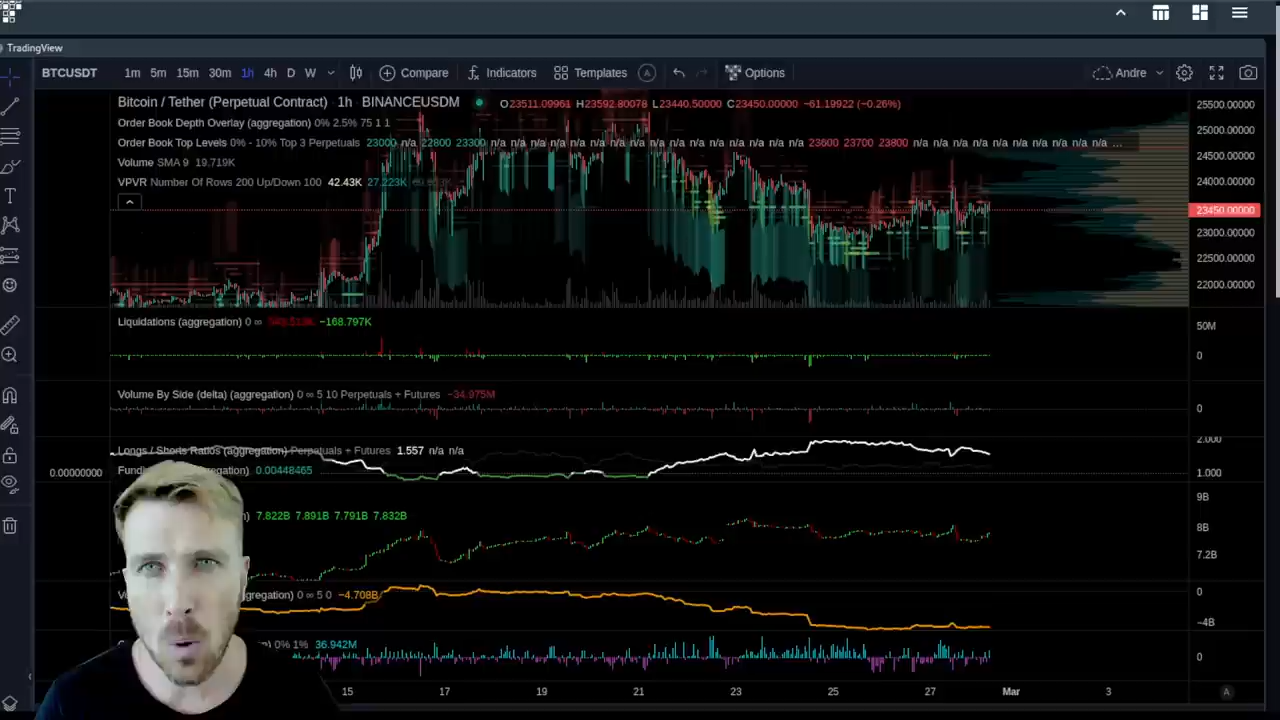 TradingView
BTCUSDT 1m 5m 15m 30m 1h 4h D W Compare Indicators Templates A Options Andre
Bitcoin / Tether (Perpetual Contract) · 1h · BINANCEUSDM O23511.09961 H23592.80078 L23440.50000 C23450.00000 −61.19922 (−0.26%)
Order Book Depth Overlay (aggregation) 0% 2.5% 75 1 1
Order Book Top Levels 0% - 10% Top 3 Perpetuals 23000 n/a 22800 23300 n/a n/a n/a n/a n/a n/a n/a n/a n/a n/a n/a n/a n/a n/a 23600 23700 23800 n/a n/a n/a n/a n/a n/a n/a n/a n/a n/a ...
Volume SMA 9 19.719K
VPVR Number Of Rows 200 Up/Down 100 42.43K 27.223K
25500.00000
25000.00000
24500.00000
24000.00000
23450.00000
23000.00000
22500.00000
22000.00000
Liquidations (aggregation) 0 ∞ −168.797K
50M
0
Volume By Side (delta) (aggregation) 0 ∞ 5 10 Perpetuals + Futures −34.975M
0
Longs / Shorts Ratios (aggregation) Perpetuals + Futures 1.557 n/a n/a
2.000
0.00000000
aggregation) 0.00448465
1.000
7.822B 7.891B 7.791B 7.832B
9B
8B
7.2B
aggregation) 0 ∞ 5 0 −4.708B
0
−4B
0% 1% 36.942M
0
15 17 19 21 23 25 27 Mar 3 A